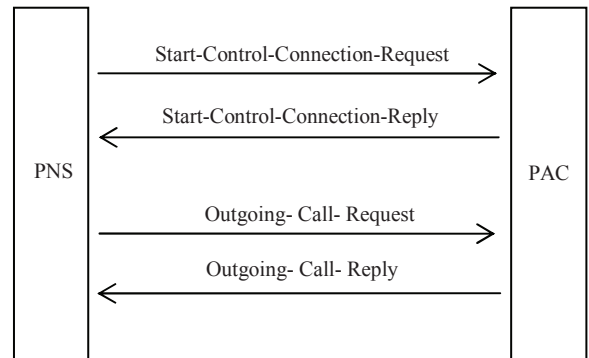 Start-Control-Connection-Request
Start-Control-Connection-Reply
PNS
PAC
Outgoing- Call- Request
Outgoing- Call- Reply